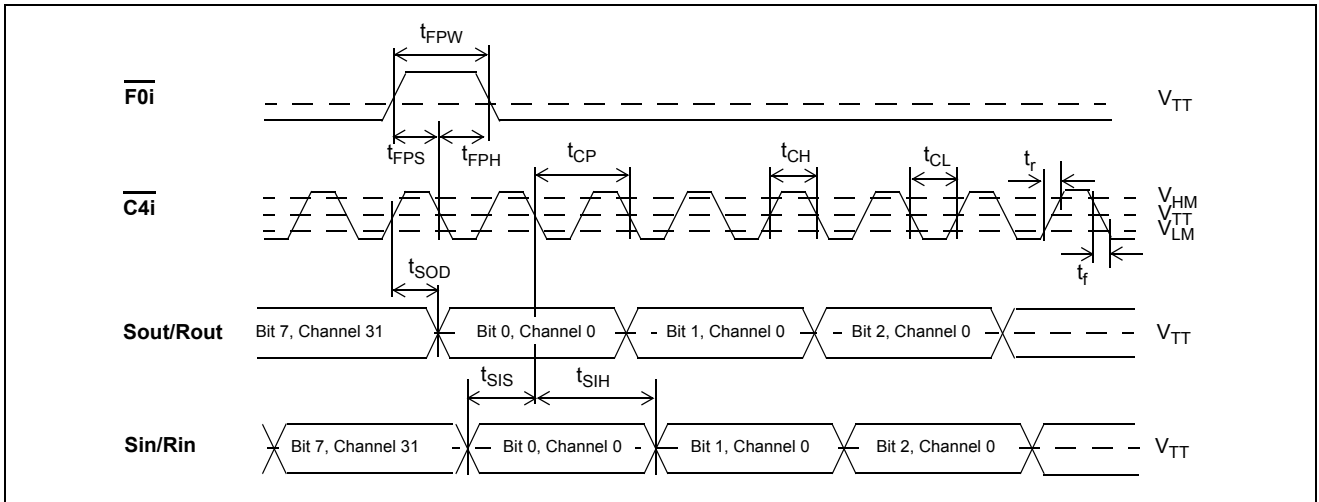 tFPW
F0i
VTT
tFPS tFPH tCP tCH tCL tr
C4i
VHM
VTT
VLM
tSOD tf
Sout/Rout Bit 7, Channel 31 Bit 0, Channel 0 Bit 1, Channel 0 Bit 2, Channel 0 VTT
tSIS tSIH
Sin/Rin Bit 7, Channel 31 Bit 0, Channel 0 Bit 1, Channel 0 Bit 2, Channel 0 VTT